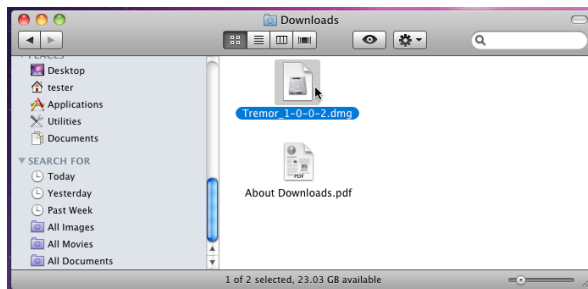 Downloads
PLACES
Desktop
tester
Applications
Utilities
Documents
SEARCH FOR
Today
Yesterday
Past Week
All Images
All Movies
All Documents
Tremor_1-0-0-2.dmg
PDF
About Downloads.pdf
1 of 2 selected, 23.03 GB available